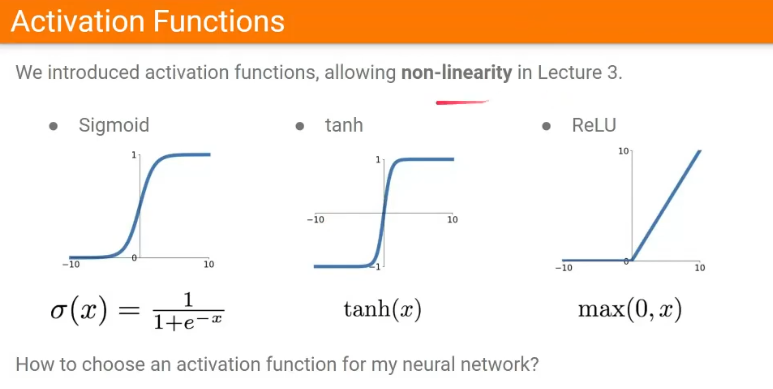 Activation Functions
We introduced activation functions, allowing non-linearity in Lecture 3.
• Sigmoid
• tanh
• ReLU
1
0
-10
10
1
-10
10
-1
10
0
-10
10
σ(x) = 1/1+e^{-x}
tanh(x)
max(0, x)
How to choose an activation function for my neural network?